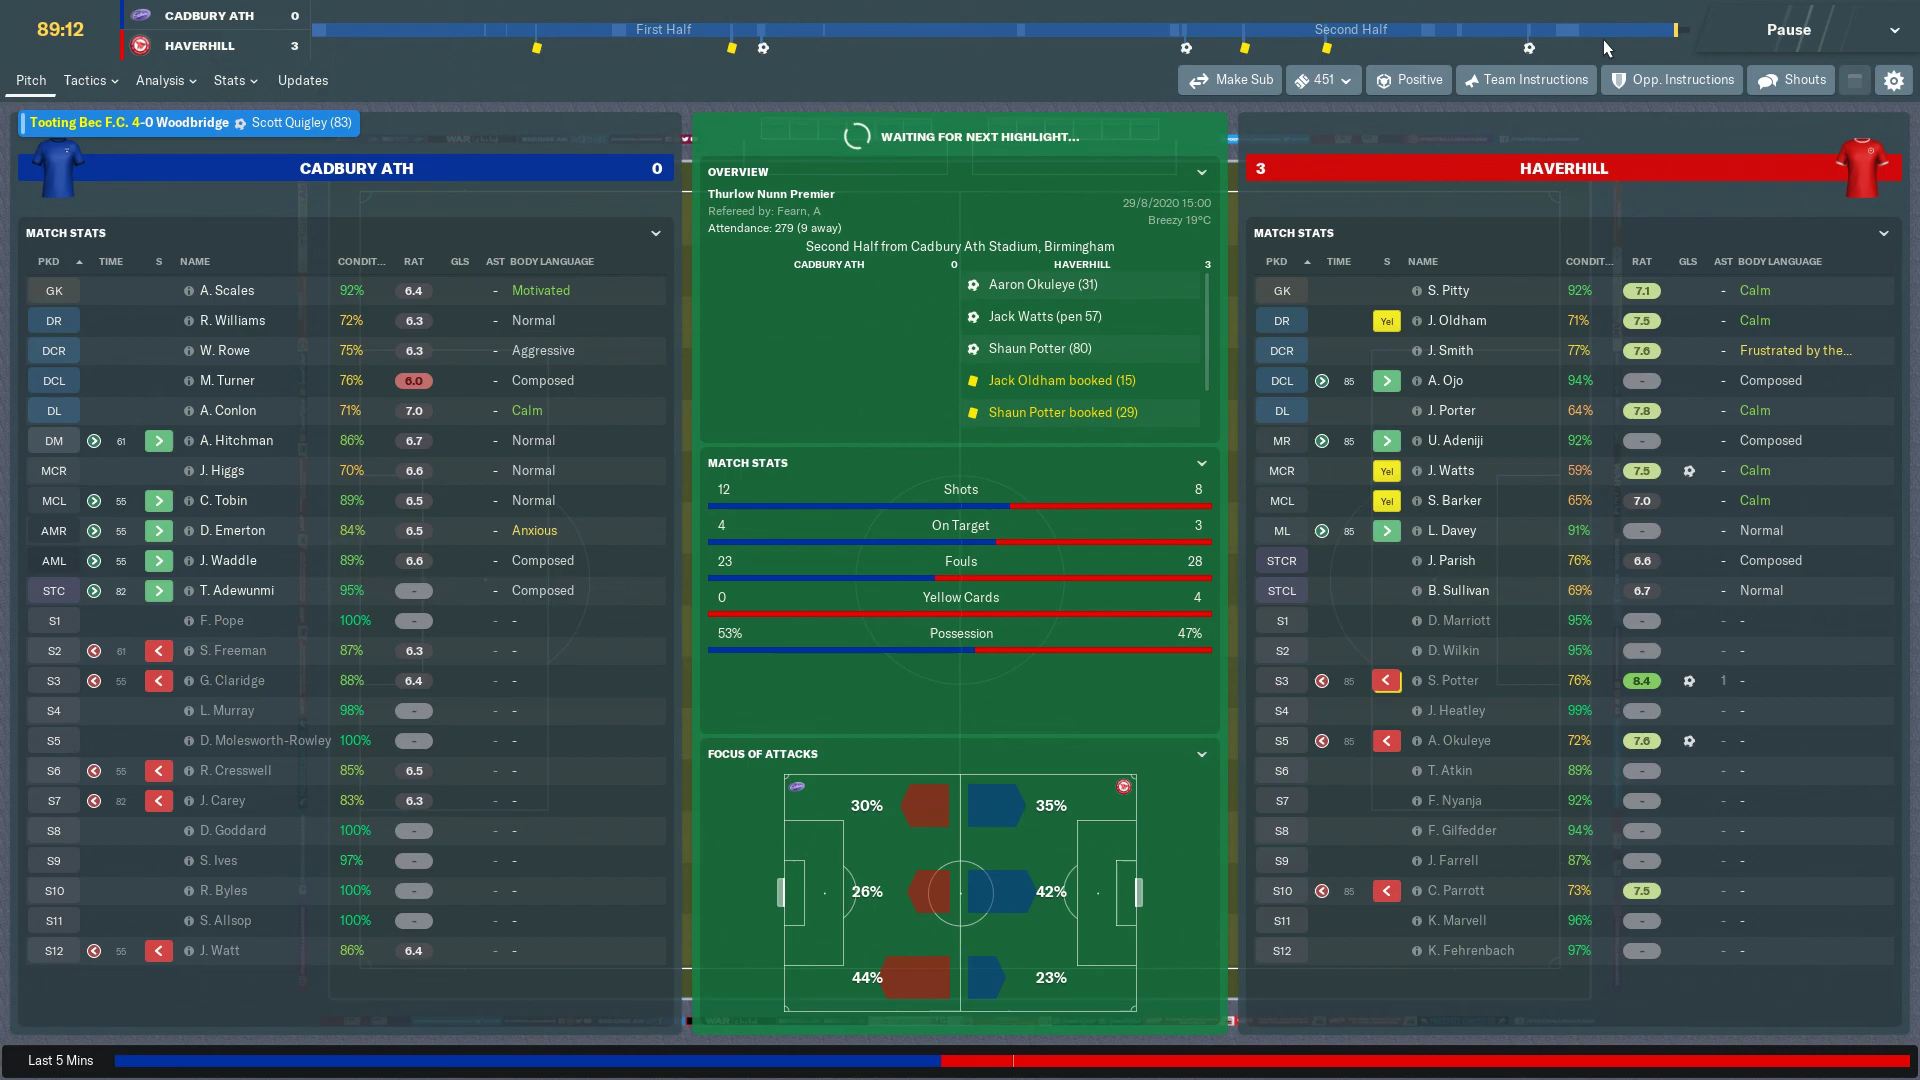 89:12
CADBURY ATH 0
HAVERHILL 3
First Half
Second Half
Pause
Pitch Tactics Analysis Stats Updates
Make Sub 451 Positive Team Instructions Opp. Instructions Shouts
Tooting Bec F.C. 4-0 Woodbridge Scott Quigley (83)
CADBURY ATH 0
MATCH STATS
PKD TIME S NAME CONDIT... RAT GLS AST BODY LANGUAGE
GK A. Scales 92% 6.4 - Motivated
DR R. Williams 72% 6.3 - Normal
DCR W. Rowe 75% 6.3 - Aggressive
DCL M. Turner 76% 6.0 - Composed
DL A. Conlon 71% 7.0 - Calm
DM 61 A. Hitchman 86% 6.7 - Normal
MCR J. Higgs 70% 6.6 - Normal
MCL 55 C. Tobin 89% 6.5 - Normal
AMR 55 D. Emerton 84% 6.5 - Anxious
AML 55 J. Waddle 89% 6.6 - Composed
STC 82 T. Adewunmi 95% - - Composed
S1 F. Pope 100% - - -
S2 61 S. Freeman 87% 6.3 - -
S3 55 G. Claridge 88% 6.4 - -
S4 L. Murray 98% - - -
S5 D. Molesworth-Rowley 100% - - -
S6 55 R. Cresswell 85% 6.5 - -
S7 82 J. Carey 83% 6.3 - -
S8 D. Goddard 100% - - -
S9 S. Ives 97% - - -
S10 R. Byles 100% - - -
S11 S. Allsop 100% - - -
S12 55 J. Watt 86% 6.4 - -
WAITING FOR NEXT HIGHLIGHT...
OVERVIEW
Thurlow Nunn Premier
Refereed by: Fearn, A
Attendance: 279 (9 away)
29/8/2020 15:00
Breezy 19°C
Second Half from Cadbury Ath Stadium, Birmingham
CADBURY ATH 0 HAVERHILL 3
Aaron Okuleye (31)
Jack Watts (pen 57)
Shaun Potter (80)
Jack Oldham booked (15)
Shaun Potter booked (29)
MATCH STATS
12 Shots 8
4 On Target 3
23 Fouls 28
0 Yellow Cards 4
53% Possession 47%
FOCUS OF ATTACKS
30% 35%
26% 42%
44% 23%
3 HAVERHILL
MATCH STATS
PKD TIME S NAME CONDIT... RAT GLS AST BODY LANGUAGE
GK S. Pitty 92% 7.1 - Calm
DR Yel J. Oldham 71% 7.5 - Calm
DCR J. Smith 77% 7.6 - Frustrated by the...
DCL 85 A. Ojo 94% - - Composed
DL J. Porter 64% 7.8 - Calm
MR 85 U. Adeniji 92% - - Composed
MCR Yel J. Watts 59% 7.5 - Calm
MCL Yel S. Barker 65% 7.0 - Calm
ML 85 L. Davey 91% - - Normal
STCR J. Parish 76% 6.6 - Composed
STCL B. Sullivan 69% 6.7 - Normal
S1 D. Marriott 95% - - -
S2 D. Wilkin 95% - - -
S3 85 S. Potter 76% 8.4 1 -
S4 J. Heatley 99% - - -
S5 85 A. Okuleye 72% 7.6 - -
S6 T. Atkin 89% - - -
S7 F. Nyanja 92% - - -
S8 F. Gilfedder 94% - - -
S9 J. Farrell 87% - - -
S10 85 C. Parrott 73% 7.5 - -
S11 K. Marvell 96% - - -
S12 K. Fehrenbach 97% - - -
Last 5 Mins